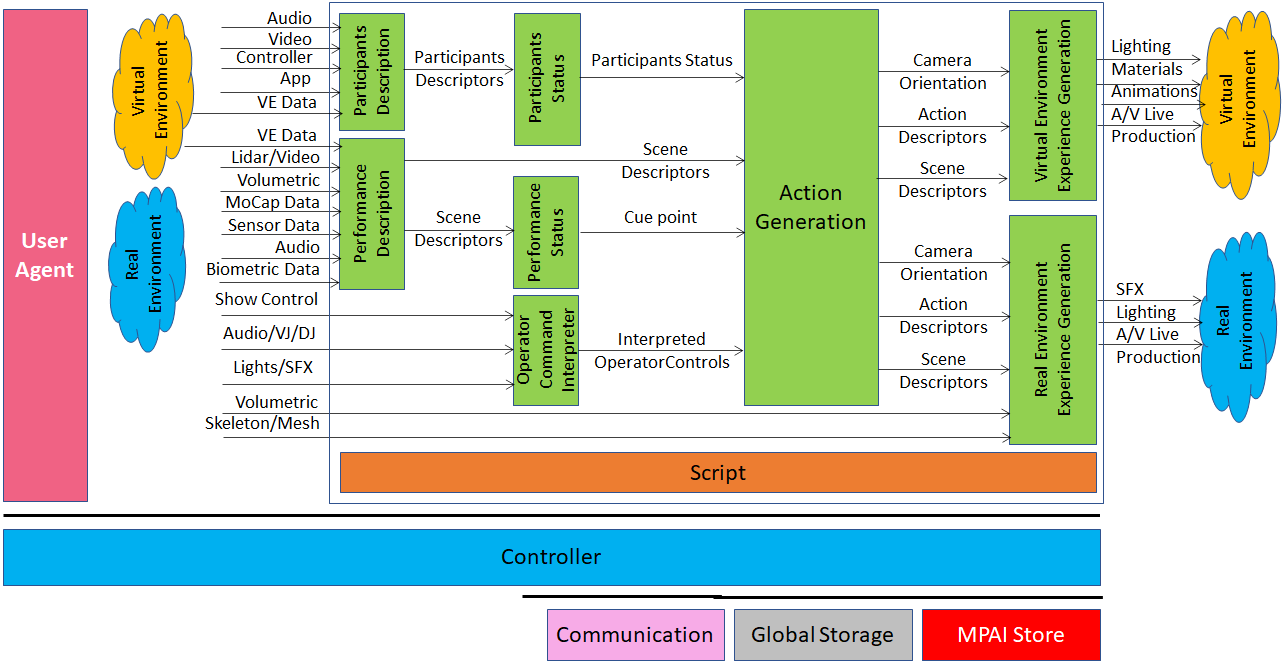 User
Agent
Virtual
Environment
Real
Environment
Audio
Video
Controller
App
VE Data
VE Data
Lidar/Video
Volumetric
MoCap Data
Sensor Data
Audio
Biometric Data
Show Control
Audio/VJ/DJ
Lights/SFX
Volumetric
Skeleton/Mesh
Participants
Description
Performance
Description
Participants
Descriptors
Scene
Descriptors
Participants
Status
Performance
Status
Operator
Command
Interpreter
Participants Status
Scene
Descriptors
Cue point
Interpreted
OperatorControls
Action
Generation
Camera
Orientation
Action
Descriptors
Scene
Descriptors
Camera
Orientation
Action
Descriptors
Scene
Descriptors
Virtual Environment
Experience Generation
Real Environment
Experience Generation
Lighting
Materials
Animations
A/V Live
Production
SFX
Lighting
A/V Live
Production
Virtual
Environment
Real
Environment
Script
Controller
Communication
Global Storage
MPAI Store